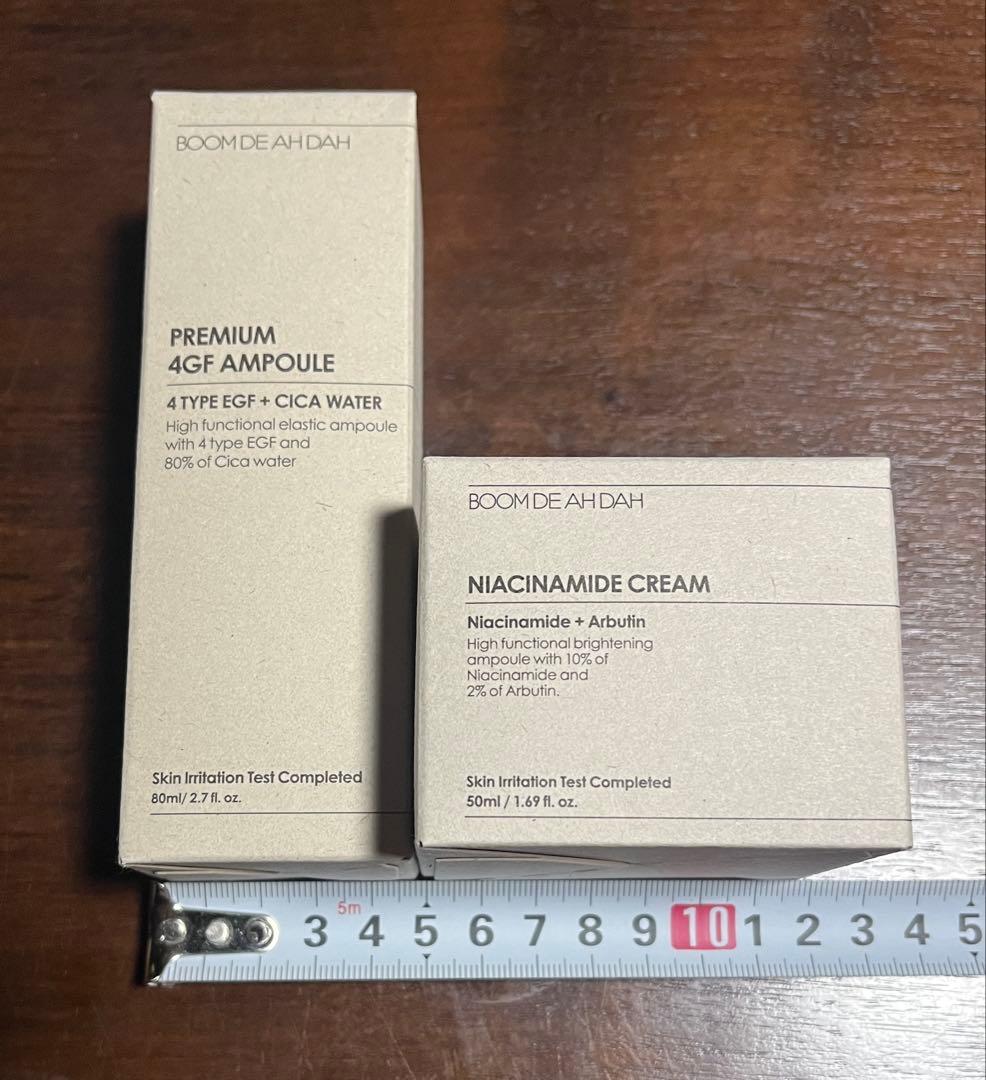 BOOM DE AH DAH
PREMIUM
4GF AMPOULE
4 TYPE EGF + CICA WATER
High functional elastic ampoule
with 4 type EGF and
80% of Cica water
Skin Irritation Test Completed
80ml/ 2.7 fl. oz.
BOOM DE AH DAH
NIACINAMIDE CREAM
Niacinamide + Arbutin
High functional brightening
ampoule with 10% of
Niacinamide and
2% of Arbutin.
Skin Irritation Test Completed
50ml / 1.69 fl. oz.
5m
3 4 5 6 7 8 9 10 1 2 3 4 5